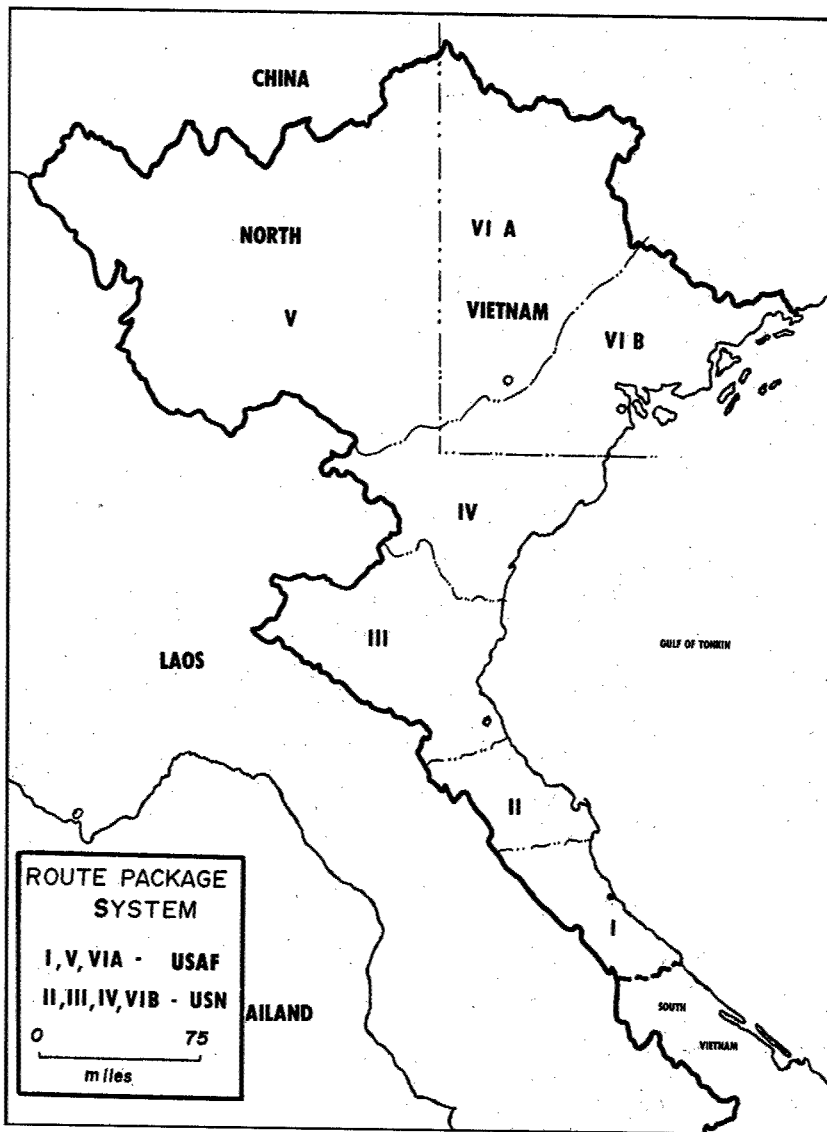 CHINA
NORTH
VI A
V
VIETNAM
VI B
IV
III
LAOS
GULF OF TONKIN
II
I
ROUTE PACKAGE
SYSTEM
I, V, VIA - USAF
II, III, IV, VIB - USN
0 75
miles
AILAND
SOUTH
VIETNAM